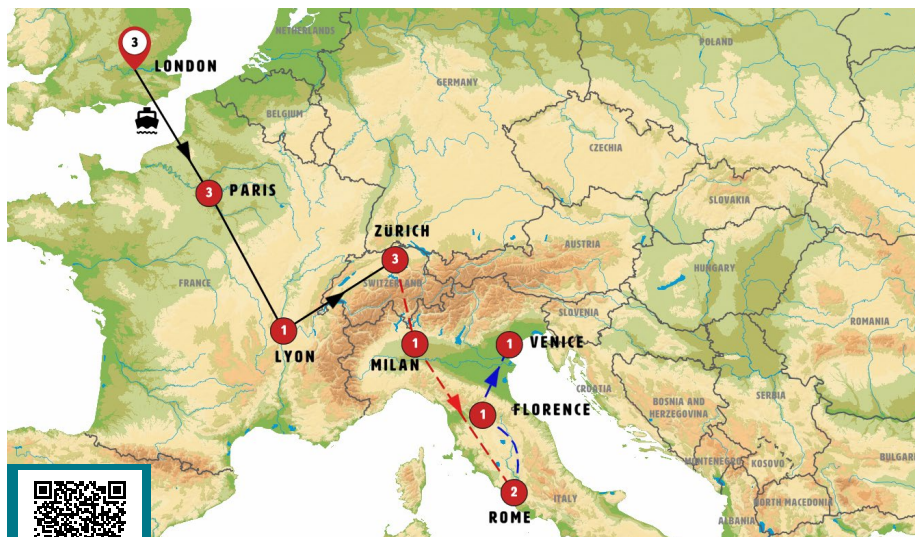 NETHERLANDS
POLAND
3
LONDON
GERMANY
BELGIUM
CZECHIA
3
PARIS
SLOVAKIA
ZÜRICH
AUSTRIA
3
SWITZERLAND
HUNGARY
FRANCE
SLOVENIA
ROMANIA
1
LYON
1
MILAN
1
VENICE
CROATIA
BOSNIA AND
HERZEGOVINA
SERBIA
1
FLORENCE
MONTENEGRO
KOSOVO
BULGAR
2
ROME
ITALY
NORTH MACEDONIA
ALBANIA